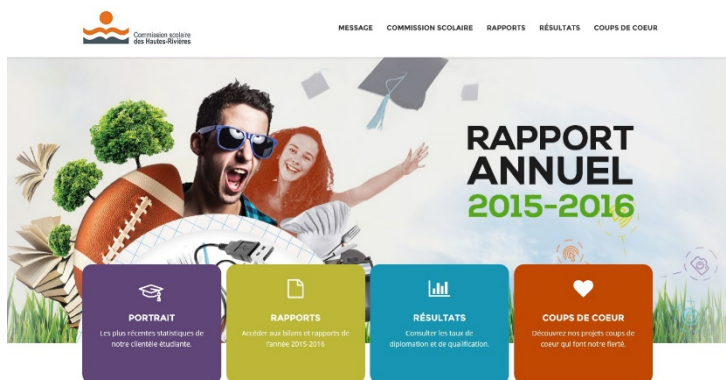 Commission scolaire
des Hautes-Rivières
MESSAGE COMMISSION SCOLAIRE RAPPORTS RÉSULTATS COUPS DE COEUR
RAPPORT
ANNUEL
2015-2016
PORTRAIT
Les plus récentes statistiques de
notre clientèle étudiante.
RAPPORTS
Accéder aux bilans et rapports de
l'année 2015-2016
RÉSULTATS
Consulter les taux de
diplomation et de qualification.
COUPS DE COEUR
Découvrez nos projets coups de
coeur qui font notre fierté.